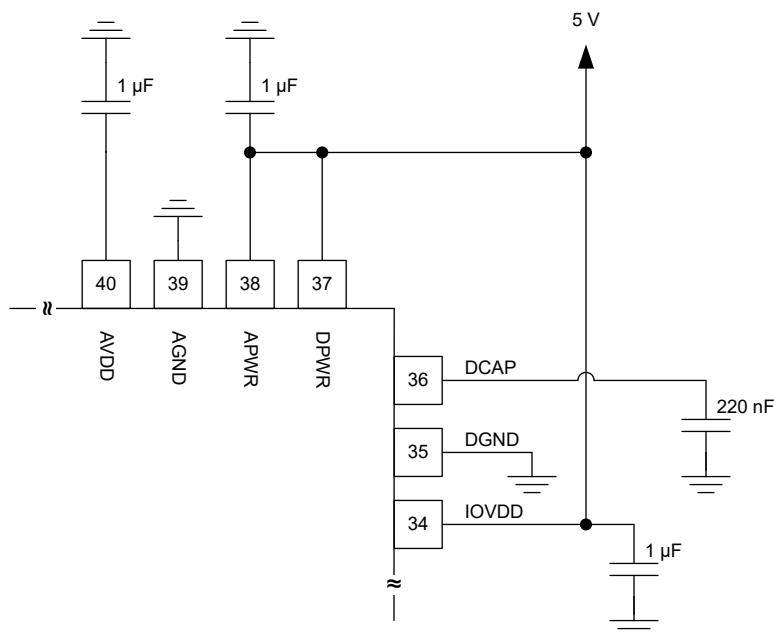 5 V
1 µF
1 µF
40
39
38
37
AVDD
AGND
APWR
DPWR
36
DCAP
220 nF
35
DGND
34
IOVDD
1 µF